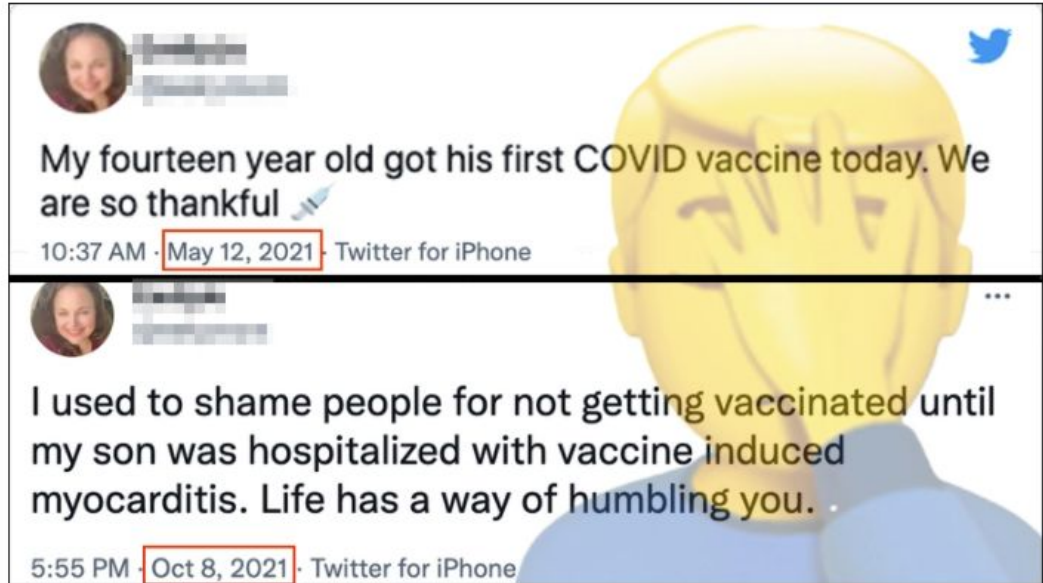 My fourteen year old got his first COVID vaccine today. We
are so thankful
10:37 AM · May 12, 2021 · Twitter for iPhone
I used to shame people for not getting vaccinated until
my son was hospitalized with vaccine induced
myocarditis. Life has a way of humbling you.
5:55 PM · Oct 8, 2021 · Twitter for iPhone